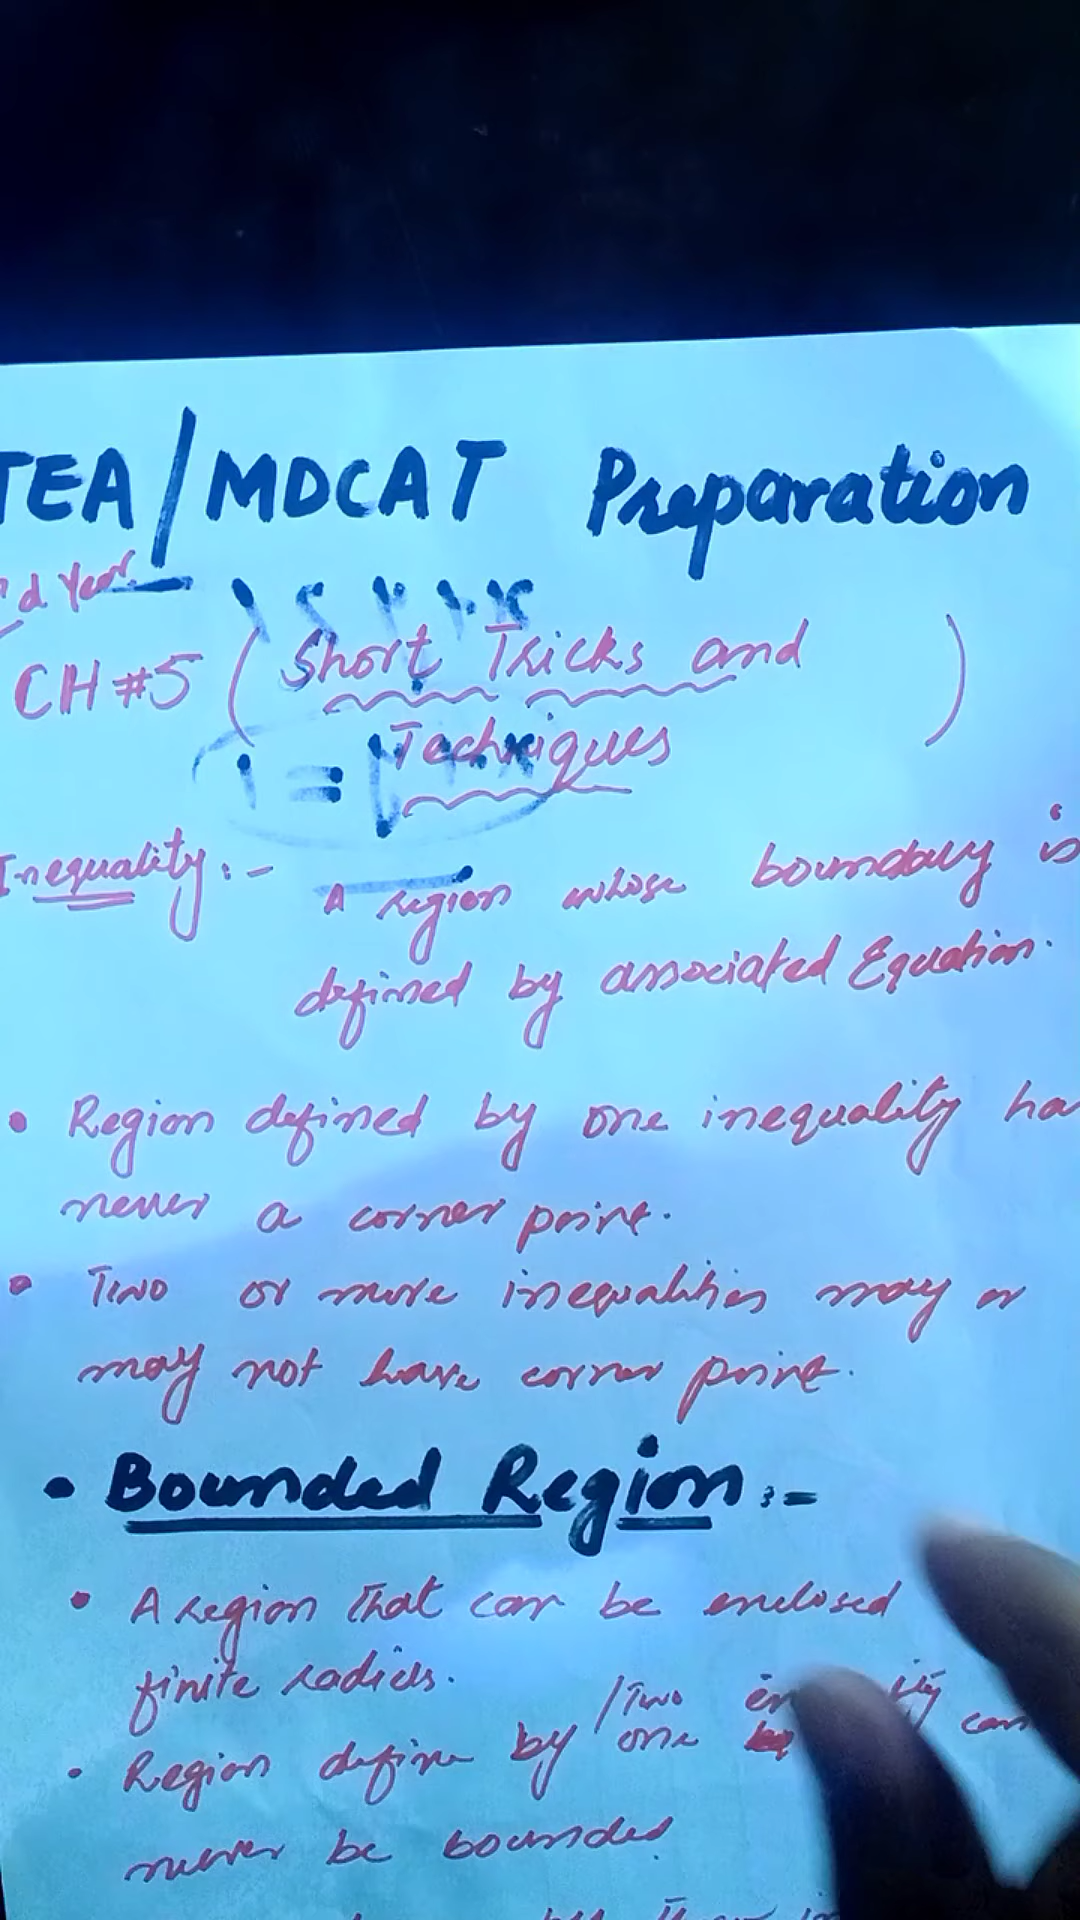 TEA/MDCAT Preparation
d Year
CH#5 (Short Tricks and
Techniques)
Inequality:-
A region whose boundary is
defined by associated Equation.
• Region defined by one inequality ha
never a corner point.
• Two or more inequalities may or
may not have corner point.
• Bounded Region:-
• A region that can be enclosed
finite radius.
/Two
• Region define by one can
never be bounded.